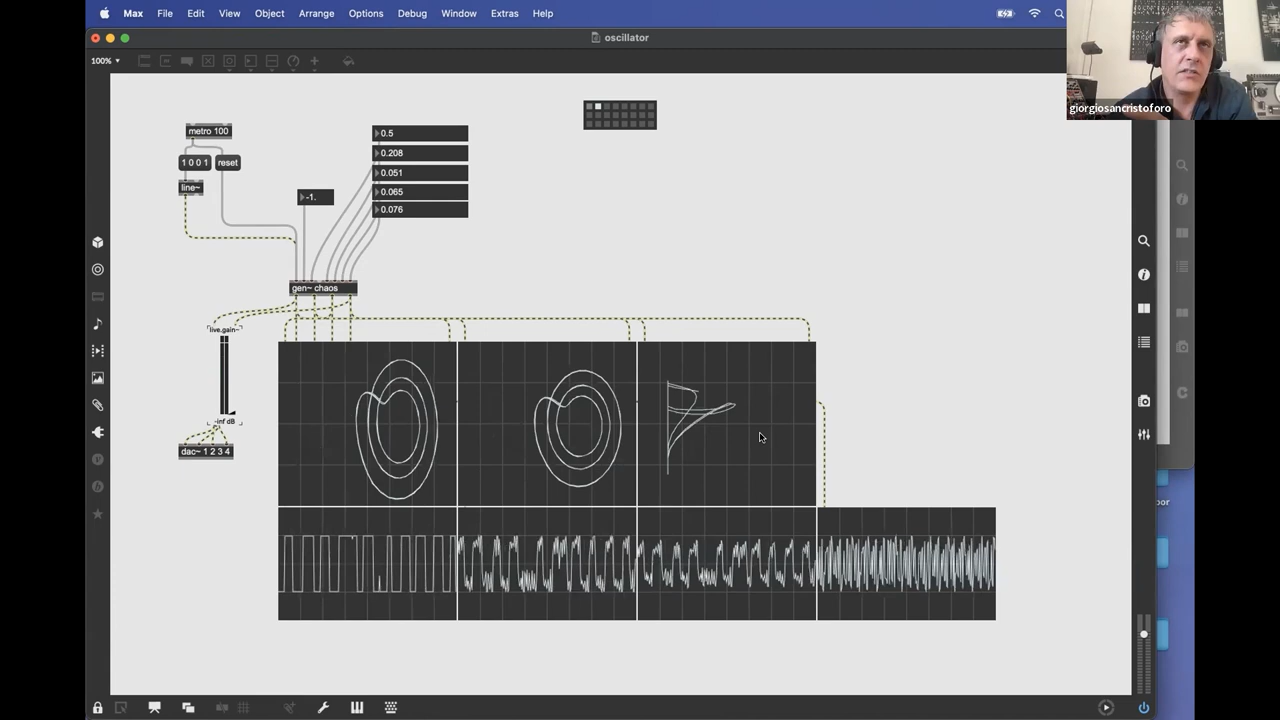 Max File Edit View Object Arrange Options Debug Window Extras Help
oscillator
100%
giorgiosancristoforo
metro 100
0.5
1 0 0 1
reset
0.208
0.051
line~
-1.
0.065
0.076
gen~ chaos
live.gain~
-inf dB
dac~ 1 2 3 4